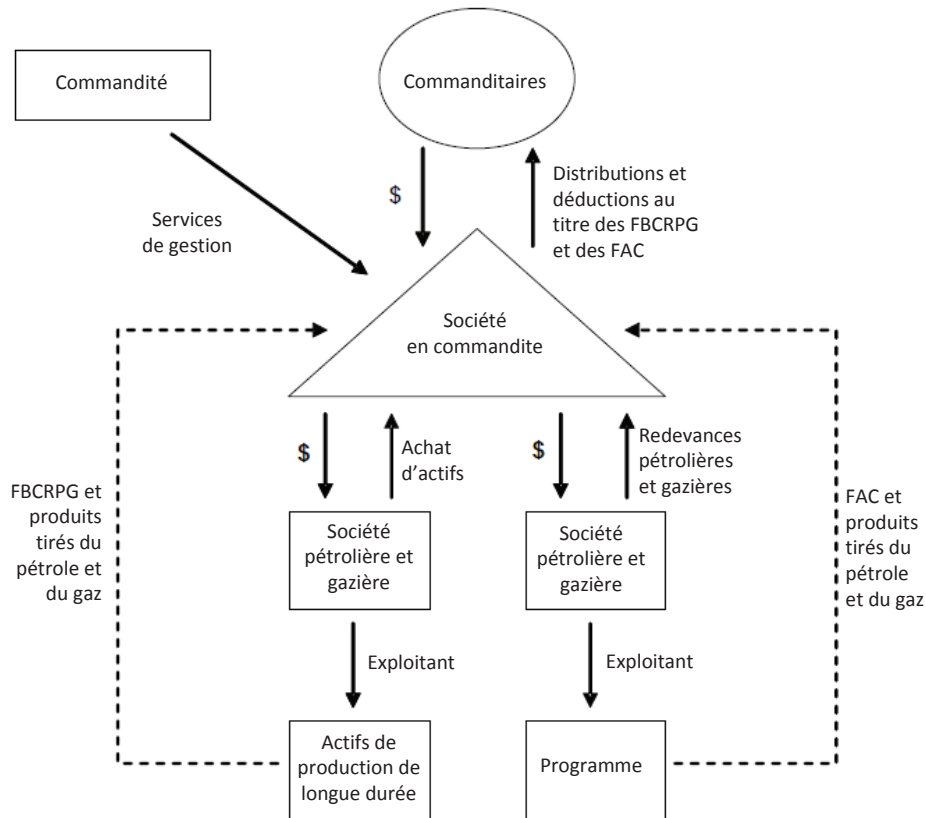 Commandité
Commanditaires
$
Distributions et
déductions au
titre des FBCRPG
et des FAC
Services
de gestion
Société
en commandite
$
Achat
d’actifs
$
Redevances
pétrolières
et gazières
FBCRPG et
produits
tirés du
pétrole et
du gaz
Société
pétrolière et
gazière
Société
pétrolière et
gazière
FAC et
produits
tirés du
pétrole
et du gaz
Exploitant
Exploitant
Actifs de
production de
longue durée
Programme